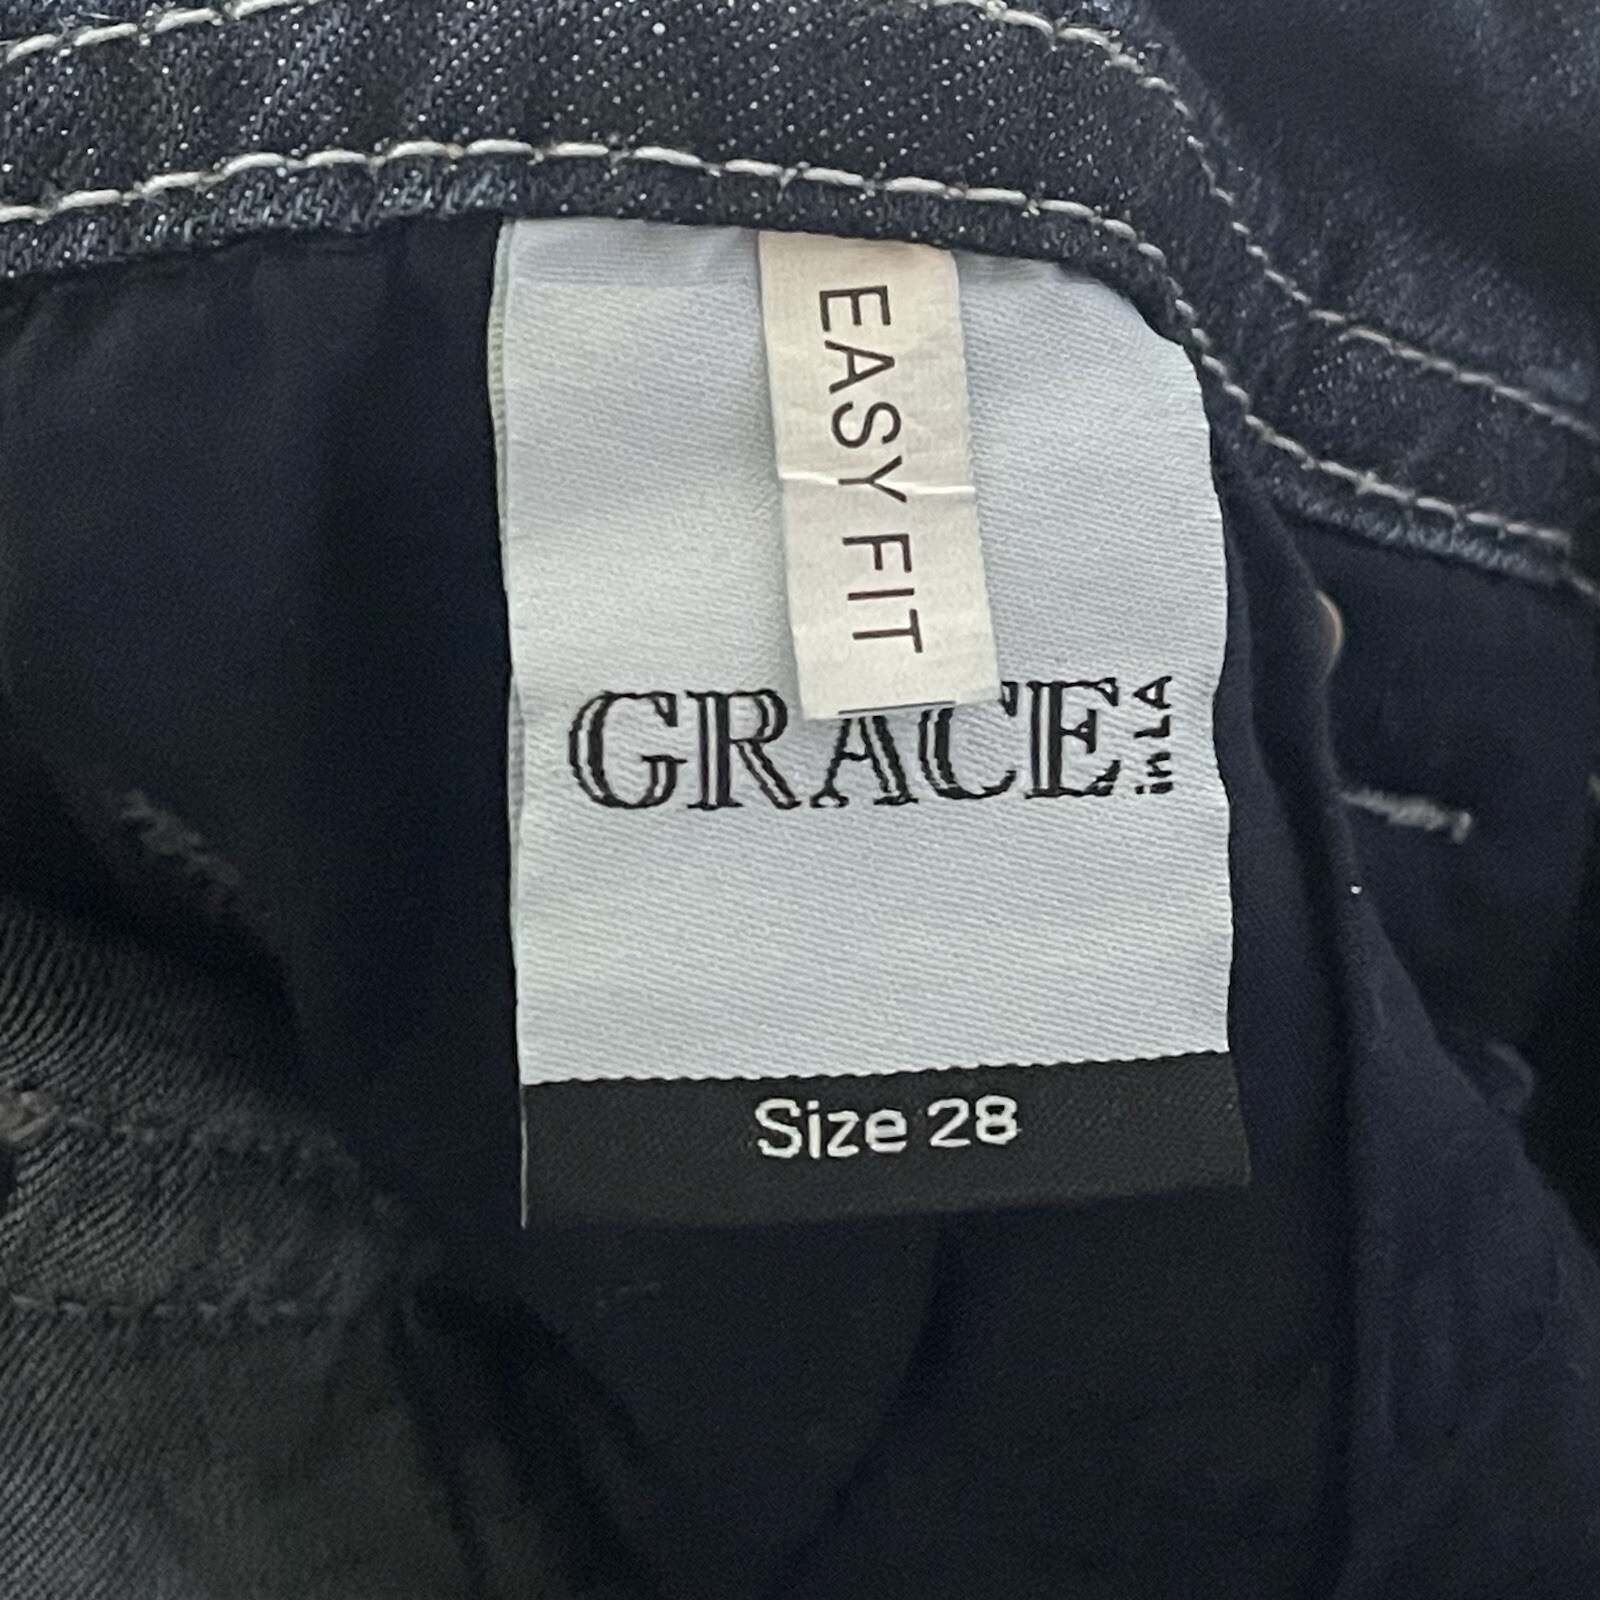 EASY FIT
GRACE in LA
Size 28